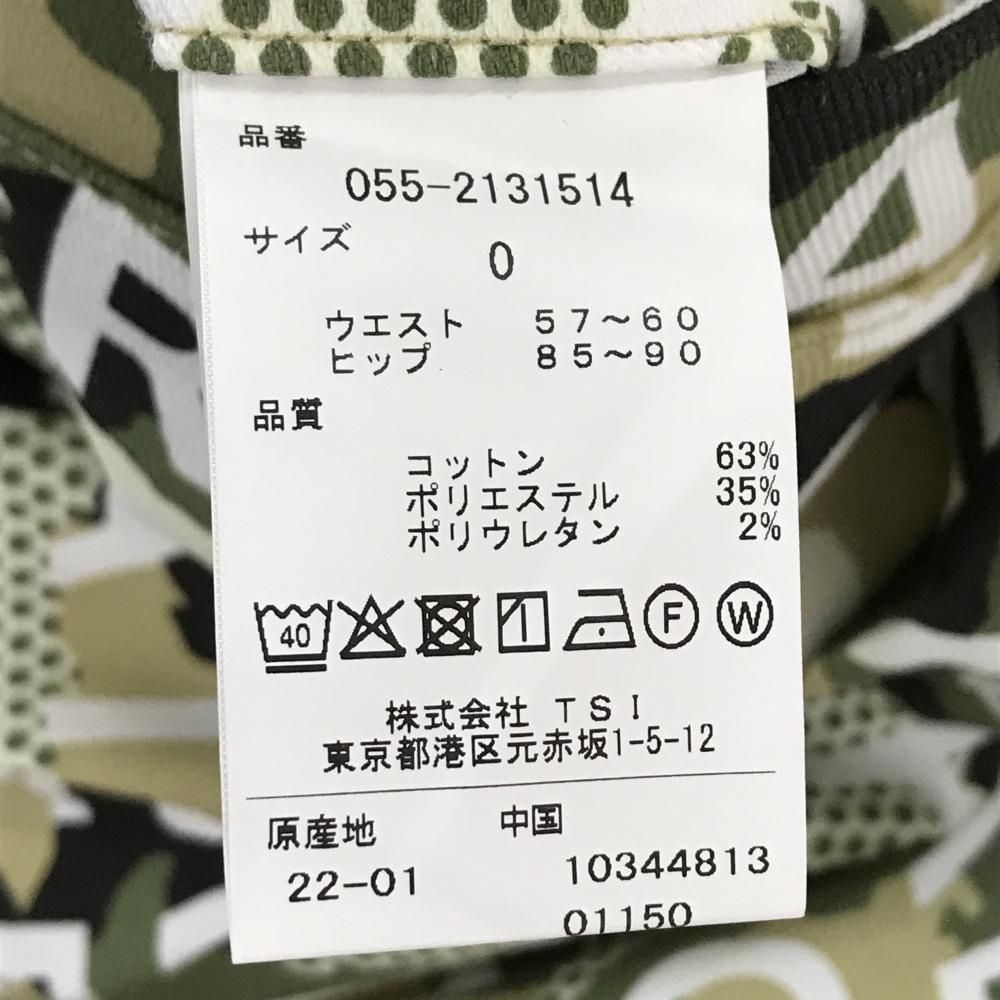 品番
055-2131514
サイズ
0
ウエスト 57～60
ヒップ 85～90
品質
コットン 63%
ポリエステル 35%
ポリウレタン 2%
40 F W
株式会社 TSI
東京都港区元赤坂1-5-12
原産地 中国
22-01 10344813
01150